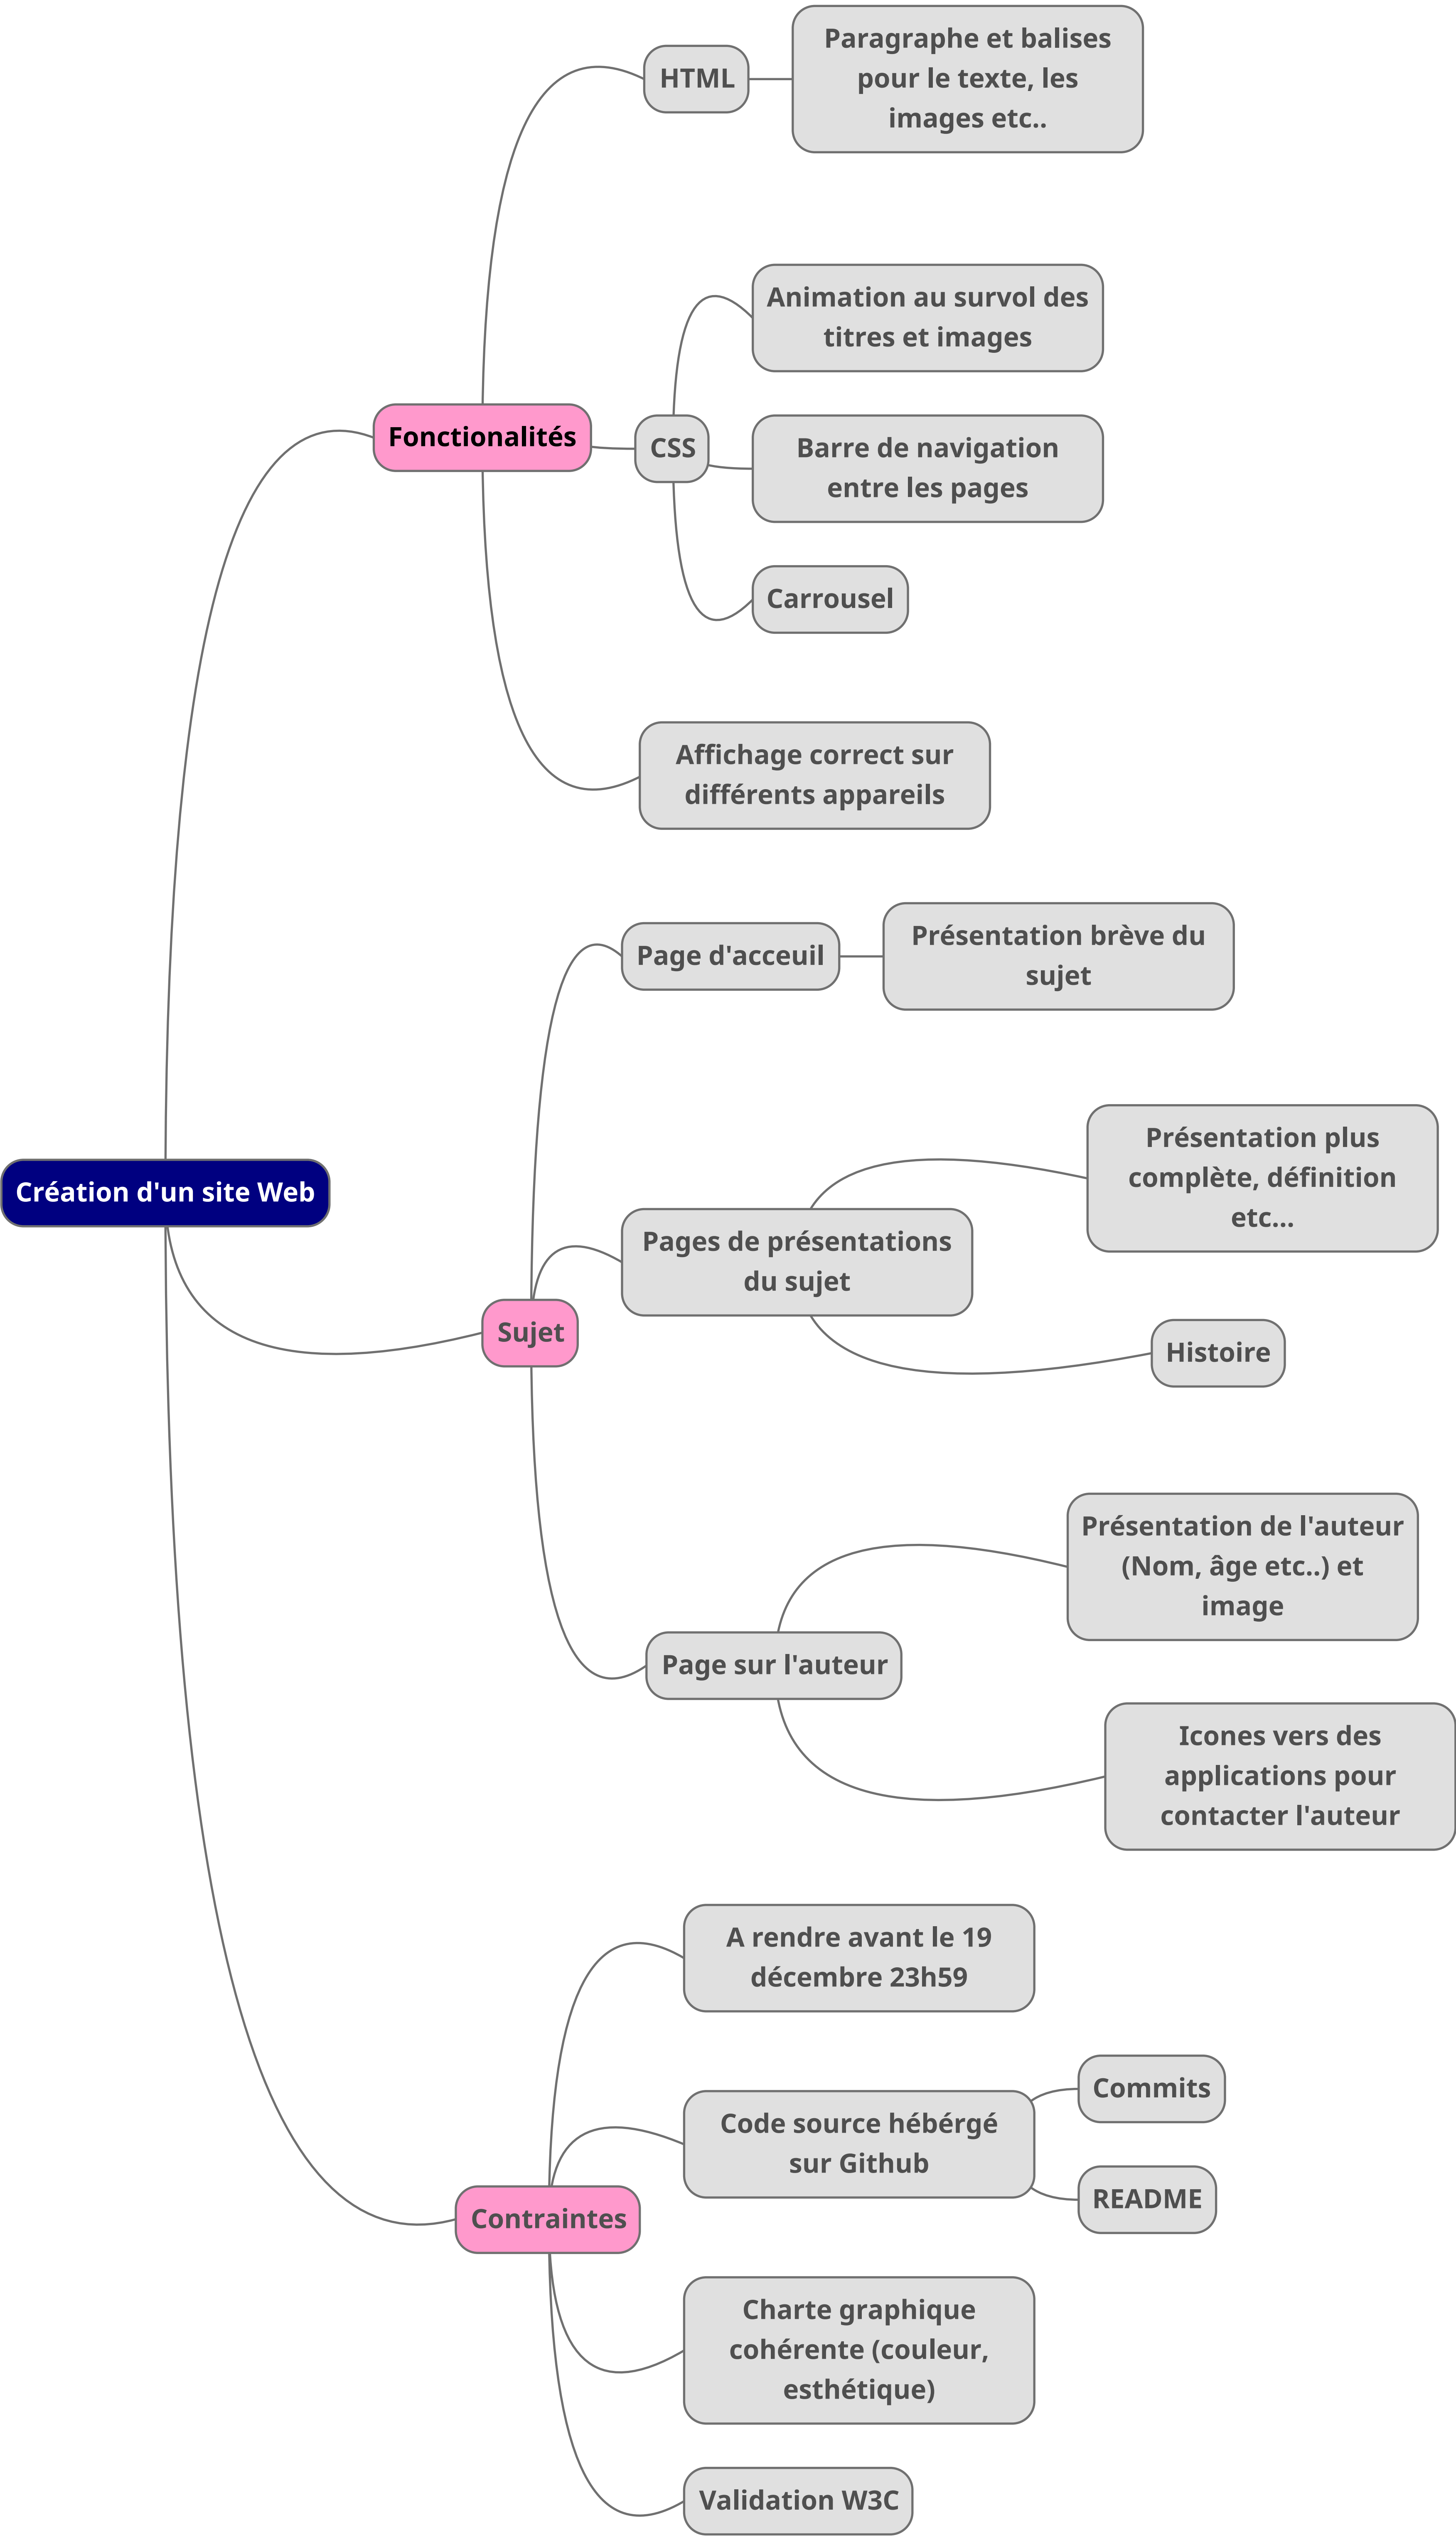 Création d'un site Web
Fonctionalités
HTML
Paragraphe et balises
pour le texte, les
images etc..
CSS
Animation au survol des
titres et images
Barre de navigation
entre les pages
Carrousel
Affichage correct sur
différents appareils
Sujet
Page d'acceuil
Présentation brève du
sujet
Pages de présentations
du sujet
Présentation plus
complète, définition
etc...
Histoire
Page sur l'auteur
Présentation de l'auteur
(Nom, âge etc..) et
image
Icones vers des
applications pour
contacter l'auteur
Contraintes
A rendre avant le 19
décembre 23h59
Code source hébérgé
sur Github
Commits
README
Charte graphique
cohérente (couleur,
esthétique)
Validation W3C